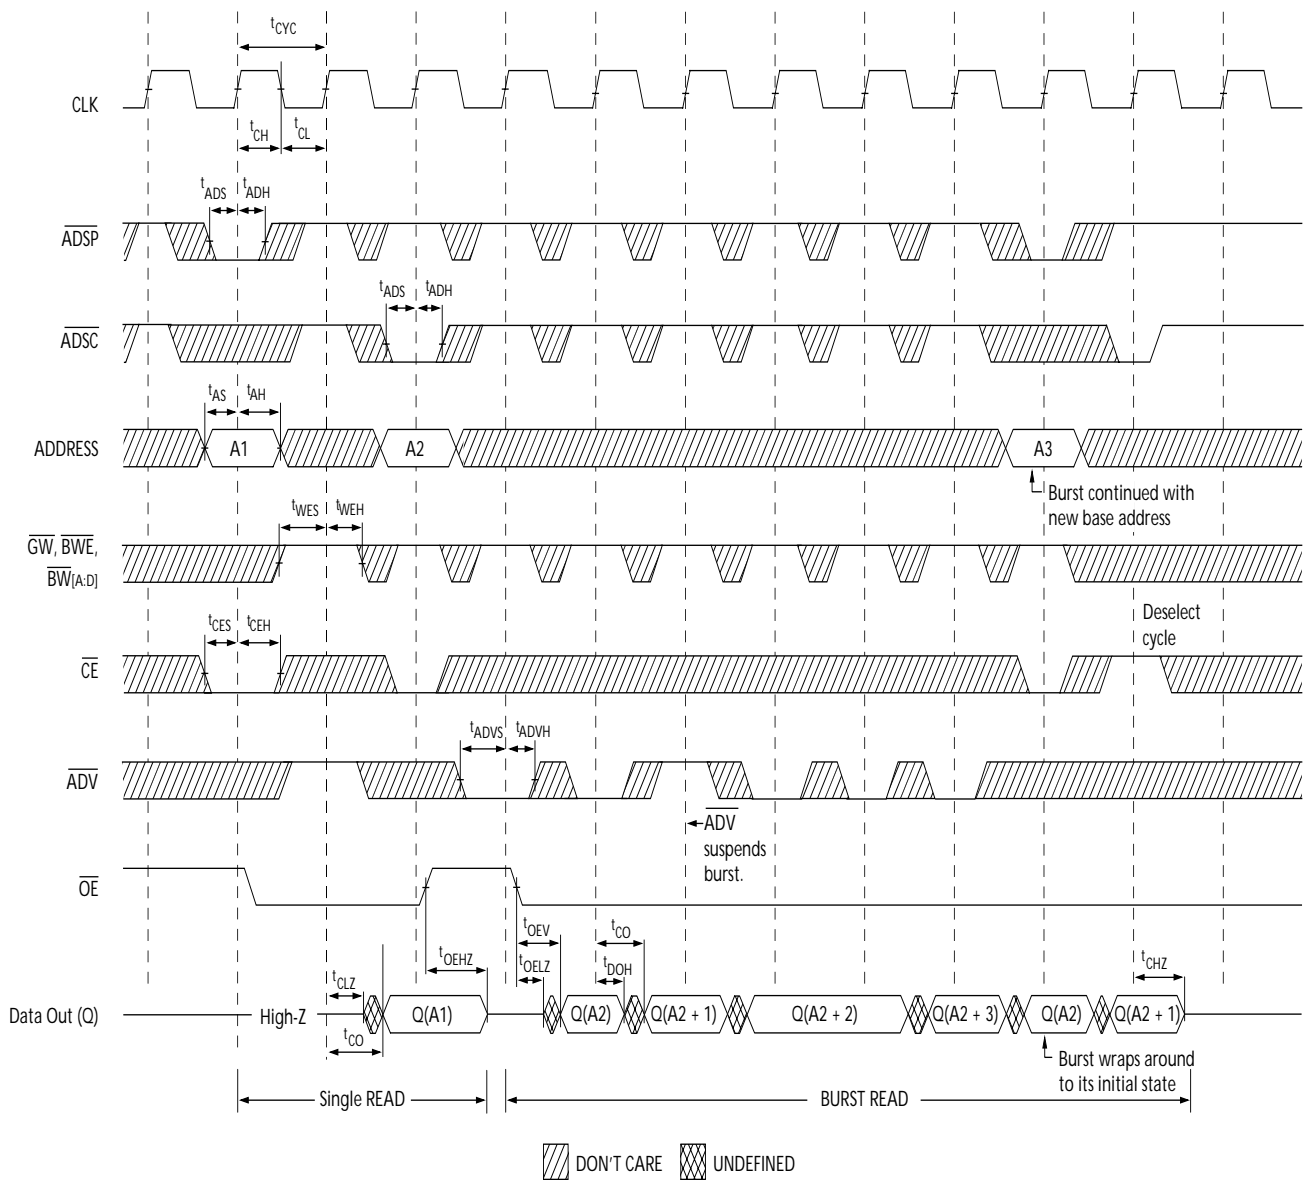 tCYC
CLK
tCH
tCL
tADS
tADH
ADSP
tADS
tADH
ADSC
tAS
tAH
ADDRESS
A1
A2
A3
Burst continued with
new base address
tWES
tWEH
GW, BWE,
BW[A:D]
Deselect
cycle
tCES
tCEH
CE
tADVS
tADVH
ADV
ADV
suspends
burst.
OE
tOEV
tCO
tOEHZ
tOELZ
tDOH
tCHZ
tCLZ
Data Out (Q)
High-Z
Q(A1)
Q(A2)
Q(A2 + 1)
Q(A2 + 2)
Q(A2 + 3)
Q(A2)
Q(A2 + 1)
tCO
Burst wraps around
to its initial state
Single READ
BURST READ
DON'T CARE
UNDEFINED